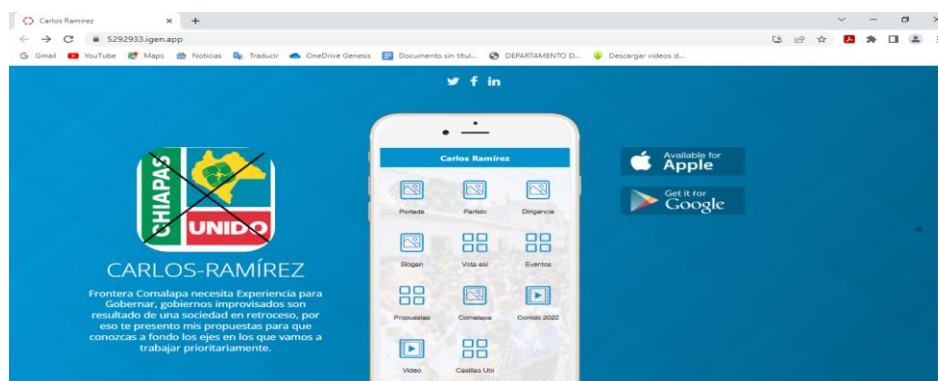 Carlos Ramírez
5292933.igen.app
Gmail YouTube Maps Noticias Traducir OneDrive Genesis Documento sin títul... DEPARTAMENTO D... Descargar videos d...
CHIAPAS
UNIDO
CARLOS-RAMÍREZ
Frontera Comalapa necesita Experiencia para
Gobernar, gobiernos improvisados son
resultado de una sociedad en retroceso, por
eso te presento mis propuestas para que
conozcas a fondo los ejes en los que vamos a
trabajar prioritariamente.
Carlos Ramírez
Portada Partido Dirigencia
Slogan Vota así Eventos
Propuestas Comalapa Corrido 2022
Video Casillas Ubi
Available for
Apple
Get it for
Google